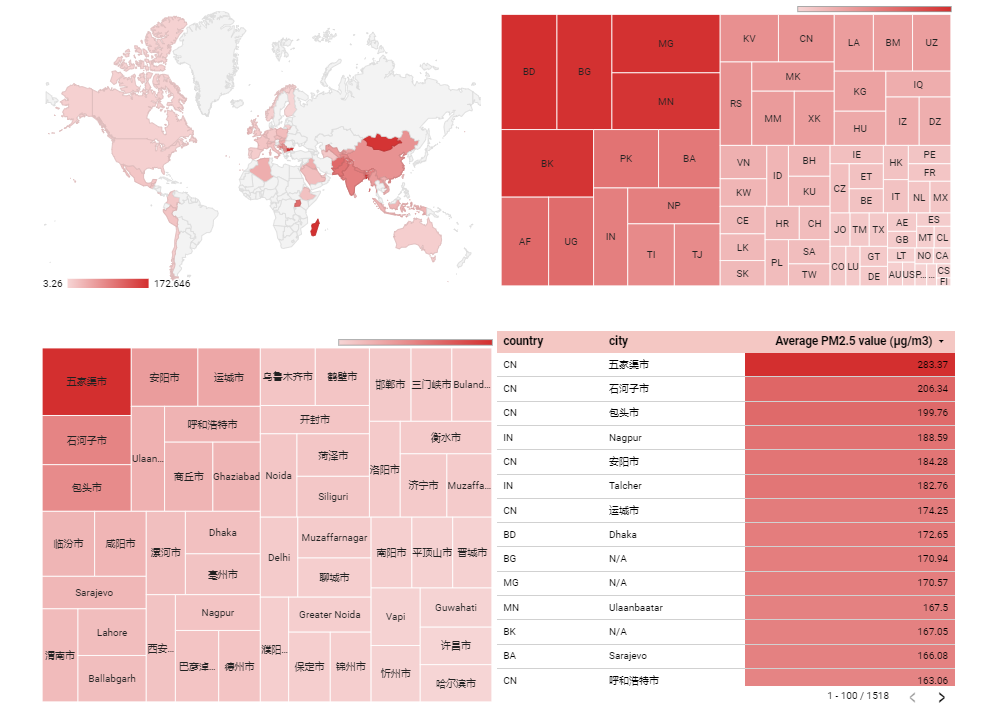 3.26
172.646
BD
BG
MG
MN
BK
AF
UG
PK
BA
IN
NP
TI
TJ
KV
CN
RS
MK
MM
XK
LA
BM
UZ
KG
IQ
HU
IZ
DZ
VN
ID
BH
KW
KU
CE
HR
CH
LK
PL
SA
SK
TW
IE
HK
PE
CZ
ET
FR
BE
IT
NL
MX
JO
TM
TX
AE
ES
GB
MT
CL
CO
LU
GT
LT
NO
CA
DE
AU
US
P...
...
CS
FI
五家渠市
安阳市
运城市
乌鲁木齐市
鹤壁市
邯郸市
三门峡市
Buland...
石河子市
包头市
Ulaan...
呼和浩特市
商丘市
Ghaziabad
开封市
Noida
菏泽市
Siliguri
洛阳市
衡水市
济宁市
Muzaffa...
临汾市
咸阳市
漯河市
Dhaka
亳州市
Delhi
Muzaffarnagar
聊城市
南阳市
平顶山市
晋城市
Sarajevo
渭南市
Lahore
Ballabgarh
西安...
Nagpur
巴彦淖...
德州市
濮阳...
Greater Noida
保定市
锦州市
Vapi
忻州市
Guwahati
许昌市
哈尔滨市
country city Average PM2.5 value (µg/m3)
CN 五家渠市 283.37
CN 石河子市 206.34
CN 包头市 199.76
IN Nagpur 188.59
CN 安阳市 184.28
IN Talcher 182.76
CN 运城市 174.25
BD Dhaka 172.65
BG N/A 170.94
MG N/A 170.57
MN Ulaanbaatar 167.5
BK N/A 167.05
BA Sarajevo 166.08
CN 呼和浩特市 163.06
1 - 100 / 1518